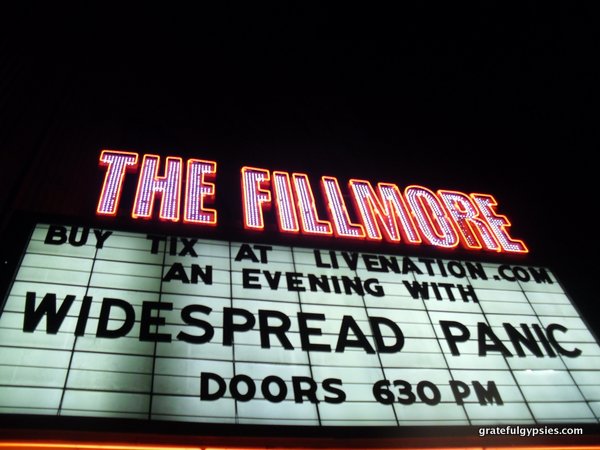 THE FILLMORE
BUY TIX AT LIVENATION.COM
AN EVENING WITH
WIDESPREAD PANIC
DOORS 630 PM
gratefulgypsies.com